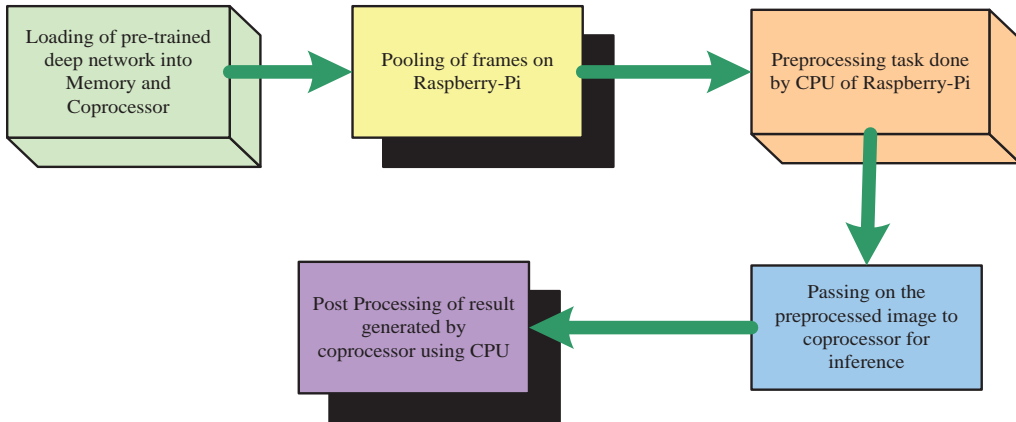 Loading of pre-trained
deep network into
Memory and
Coprocessor
Pooling of frames on
Raspberry-Pi
Preprocessing task done
by CPU of Raspberry-Pi
Passing on the
preprocessed image to
coprocessor for
inference
Post Processing of result
generated by
coprocessor using CPU